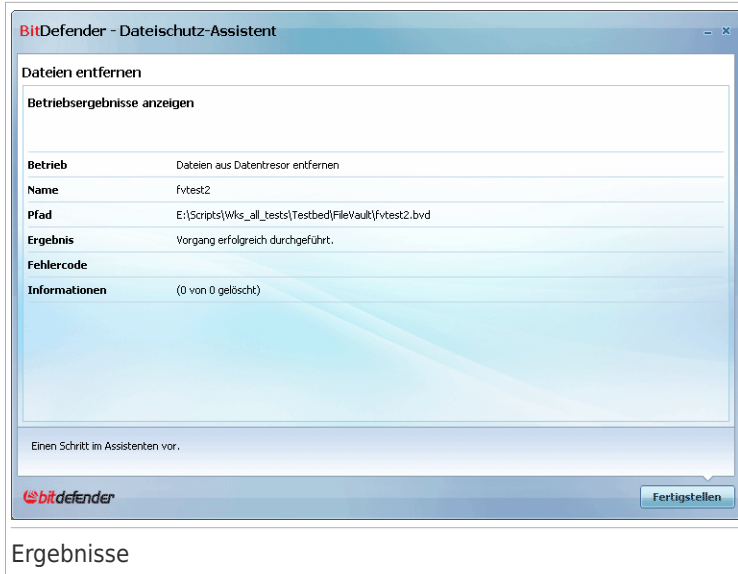 BitDefender - Dateischutz-Assistent
Dateien entfernen
Betriebsergebnisse anzeigen
Betrieb Dateien aus Datentresor entfernen
Name fvtest2
Pfad E:\Scripts\Wks_all_tests\Testbed\FileVault\fvtest2.bvd
Ergebnis Vorgang erfolgreich durchgeführt.
Fehlercode
Informationen (0 von 0 gelöscht)
Einen Schritt im Assistenten vor.
bitdefender
Fertigstellen
Ergebnisse